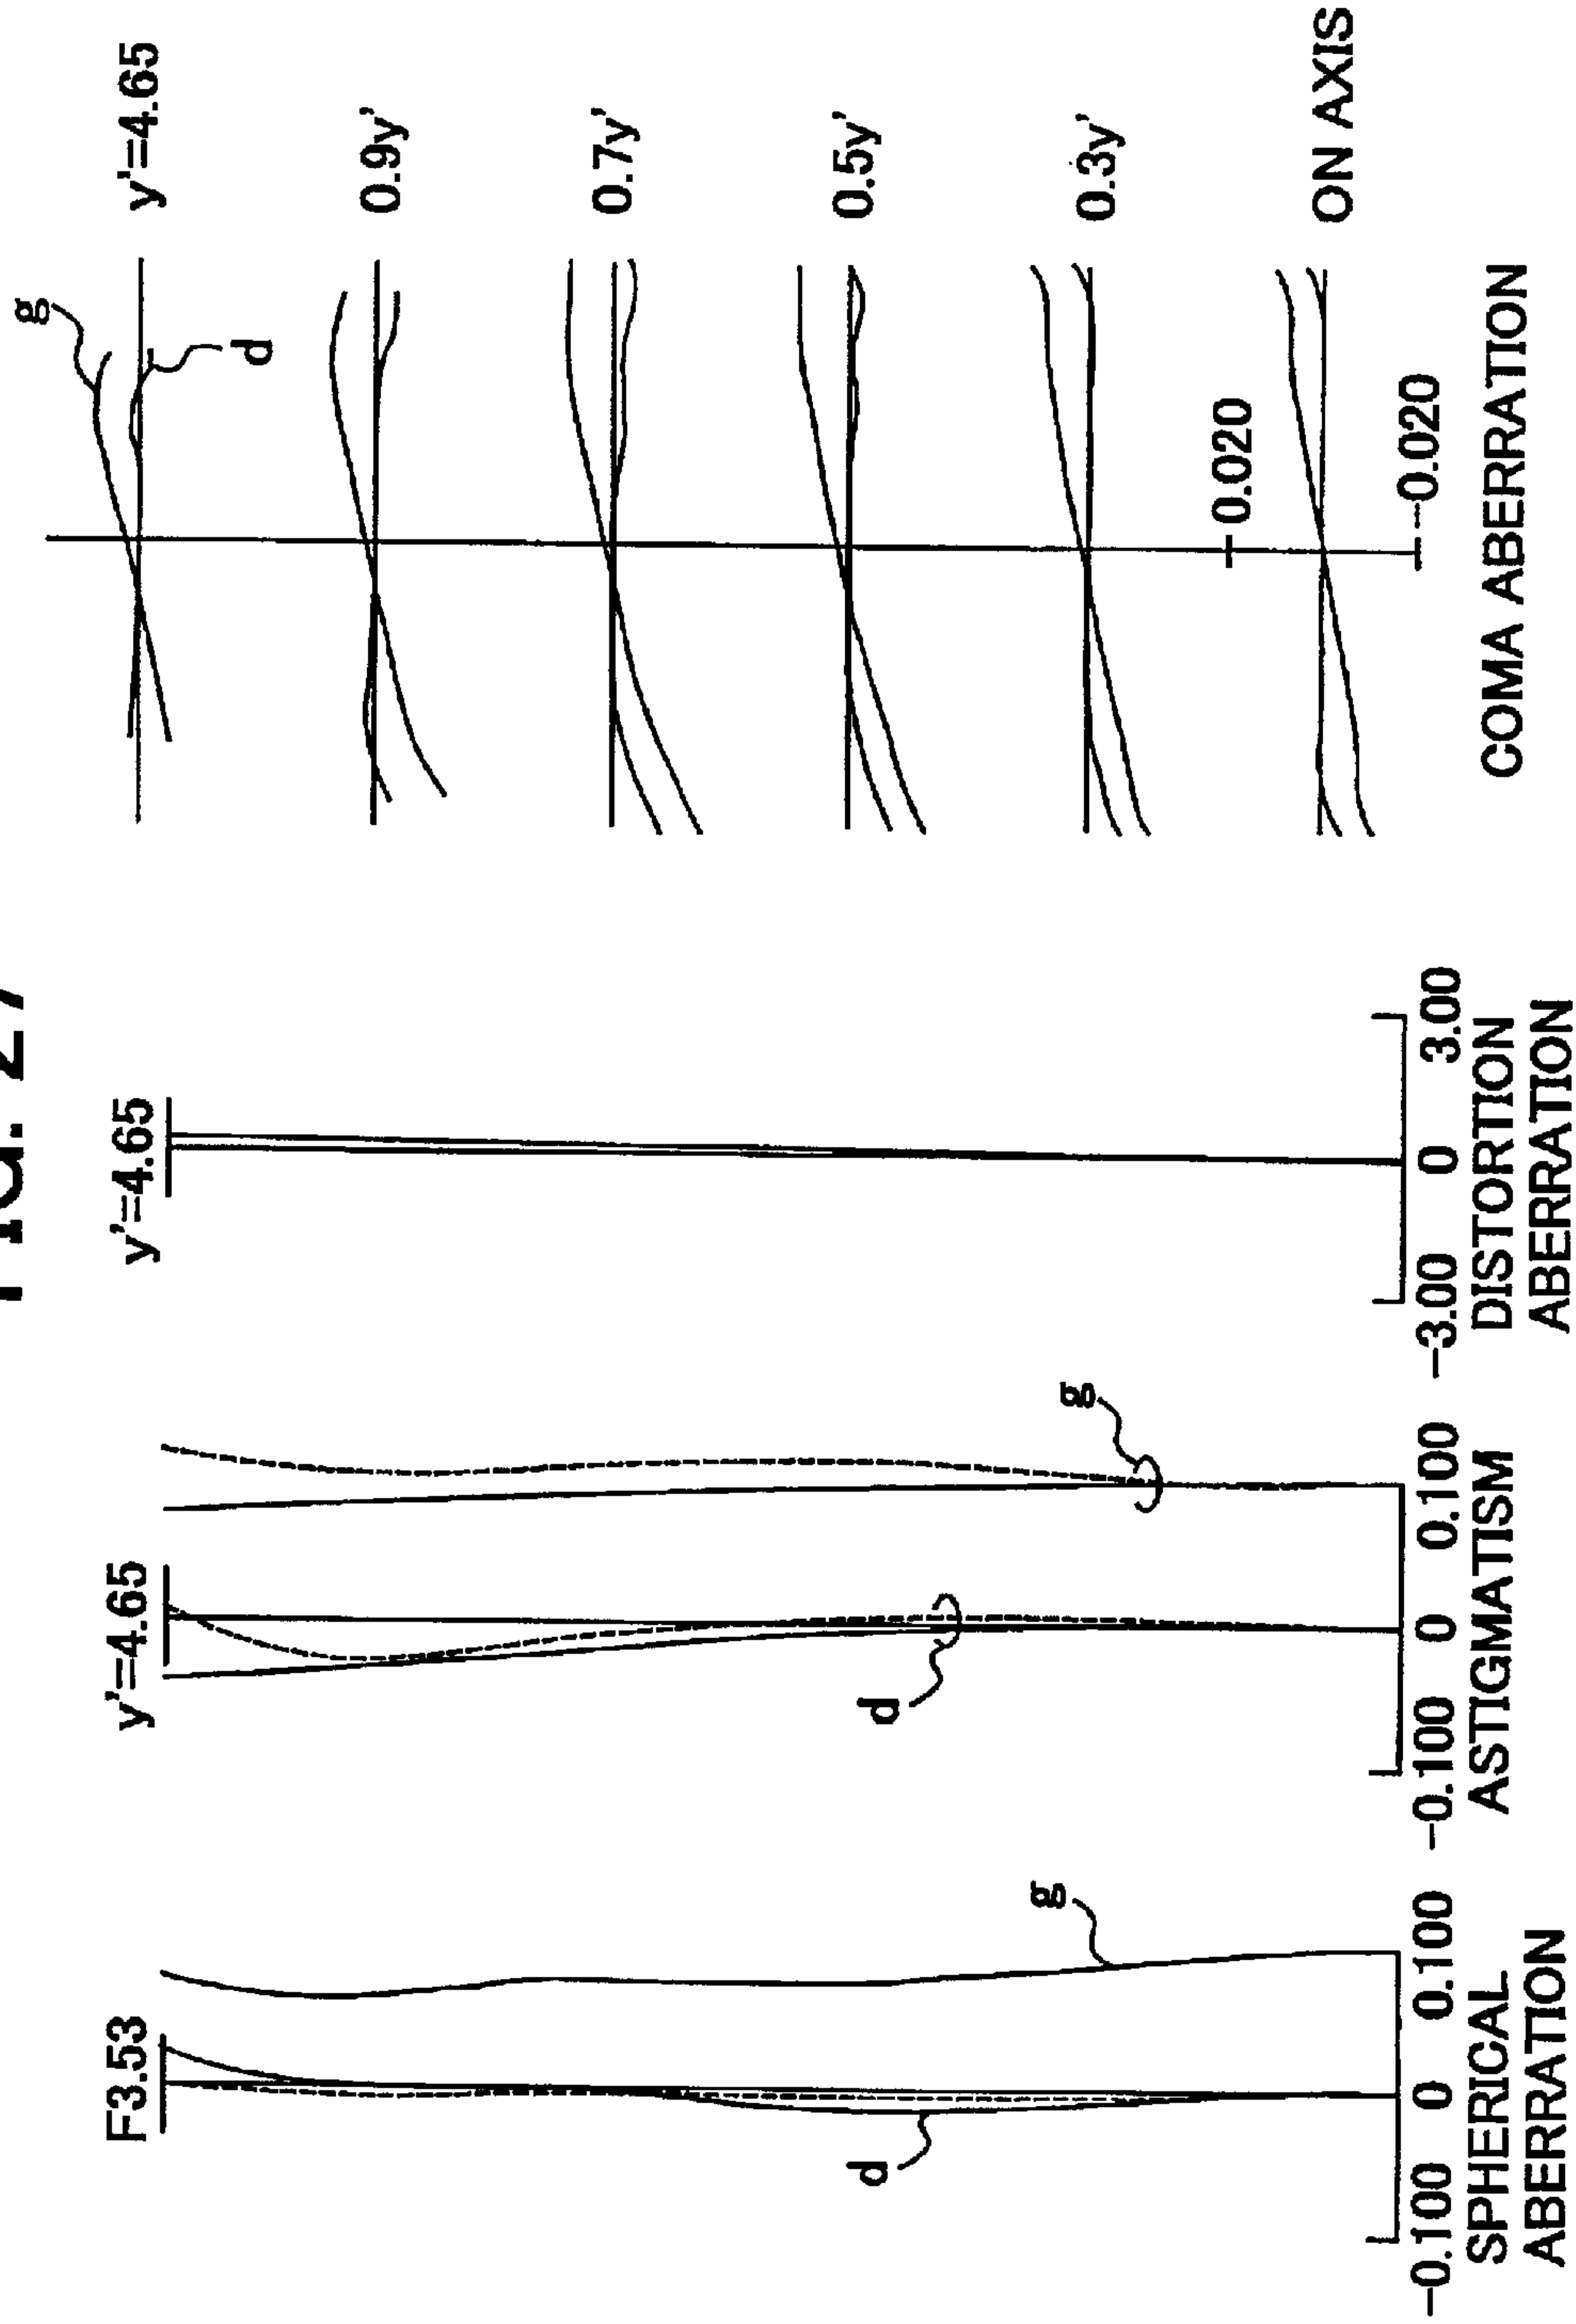 FIG. 27
F3.53
g
d
-0.100 0 0.100
SPHERICAL
ABERRATION
y'=4.65
g
d
-0.100 0 0.100
ASTIGMATISM
y'=4.65
-3.00 0 3.00
DISTORTION
ABERRATION
g
d
y'=4.65
0.9y'
0.7y'
0.5y'
0.3y'
0.020
ON AXIS
-0.020
COMA ABERRATION